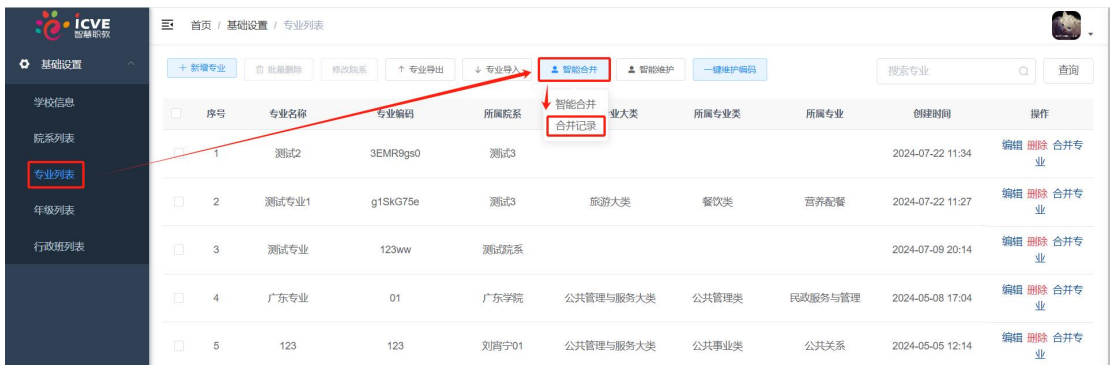 icve
智慧职教
首页 / 基础设置 / 专业列表
基础设置
学校信息
院系列表
专业列表
年级列表
行政班列表
+ 新增专业 批量删除 修改院系 ↑ 专业导出 ↓ 专业导入 智能合并 智能维护 一键维护编码 搜索专业 查询
智能合并
合并记录
序号 专业名称 专业编码 所属院系 业大类 所属专业类 所属专业 创建时间 操作
1 测试2 3EMR9gs0 测试3 2024-07-22 11:34 编辑 删除 合并专业
2 测试专业1 g1SkG75e 测试3 旅游大类 餐饮类 营养配餐 2024-07-22 11:27 编辑 删除 合并专业
3 测试专业 123ww 测试院系 2024-07-09 20:14 编辑 删除 合并专业
4 广东专业 01 广东学院 公共管理与服务大类 公共管理类 民政服务与管理 2024-05-08 17:04 编辑 删除 合并专业
5 123 123 刘宵宁01 公共管理与服务大类 公共事业类 公共关系 2024-05-05 12:14 编辑 删除 合并专业